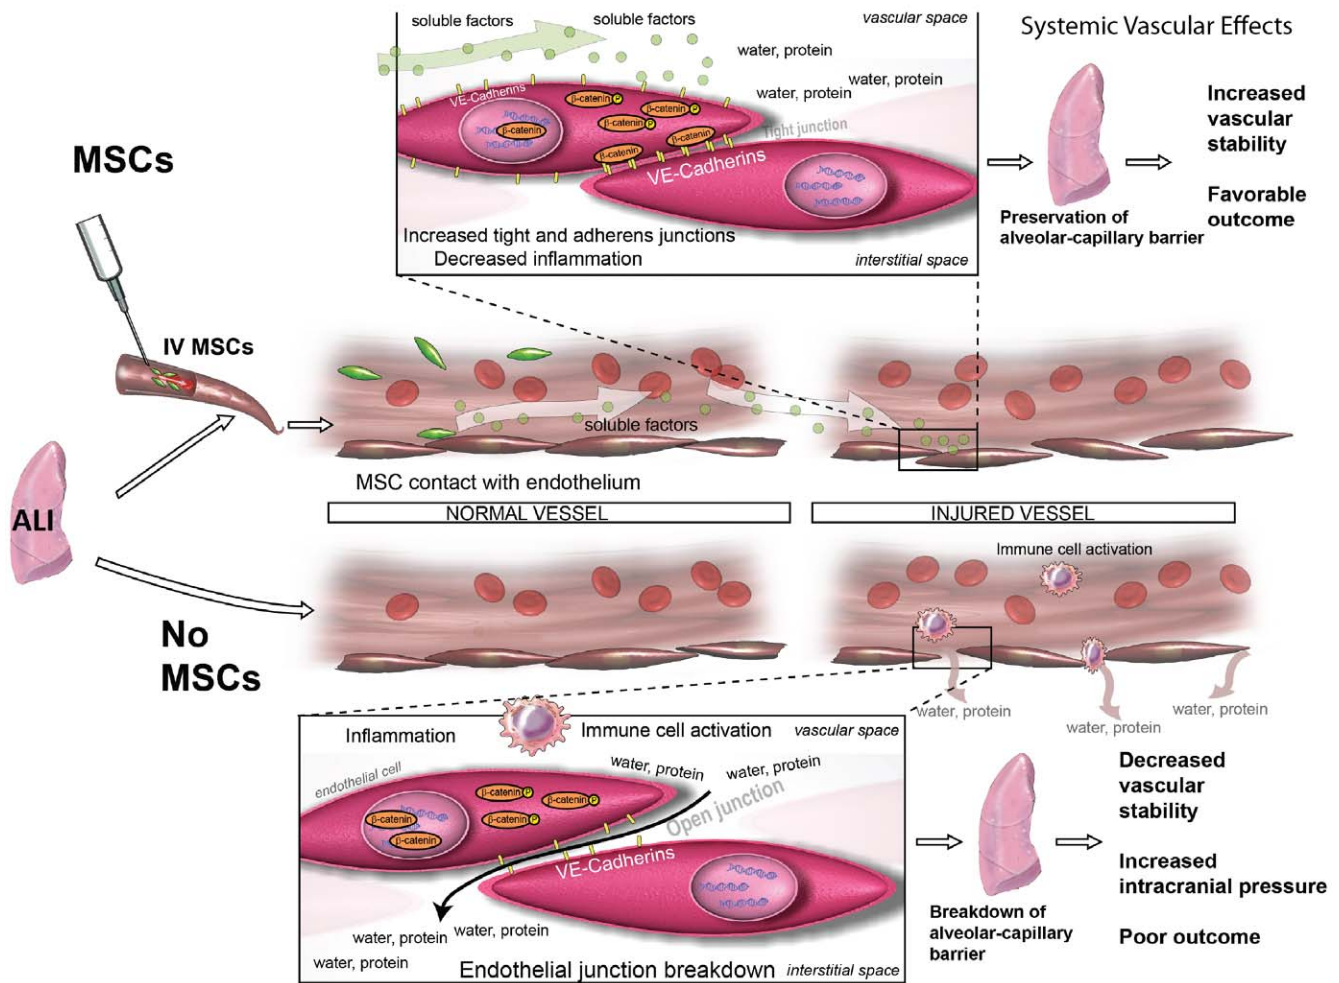 soluble factors
soluble factors
vascular space
Systemic Vascular Effects
water, protein
water, protein
water, protein
VE-Cadherins
β-catenin P
β-catenin P
β-catenin P
β-catenin
β-catenin
β-catenin
Tight junction
VE-Cadherins
Increased tight and adherens junctions
Decreased inflammation
interstitial space
Preservation of
alveolar-capillary barrier
Increased
vascular
stability
Favorable
outcome
MSCs
IV MSCs
soluble factors
MSC contact with endothelium
NORMAL VESSEL
INJURED VESSEL
ALI
No
MSCs
Immune cell activation
water, protein
water, protein
water, protein
Inflammation
Immune cell activation
vascular space
endothelial cell
water, protein
water, protein
β-catenin P
β-catenin P
β-catenin P
β-catenin
β-catenin
Open junction
VE-Cadherins
water, protein
water, protein
water, protein
Endothelial junction breakdown
interstitial space
Breakdown of
alveolar-capillary
barrier
Decreased
vascular
stability
Increased
intracranial pressure
Poor outcome